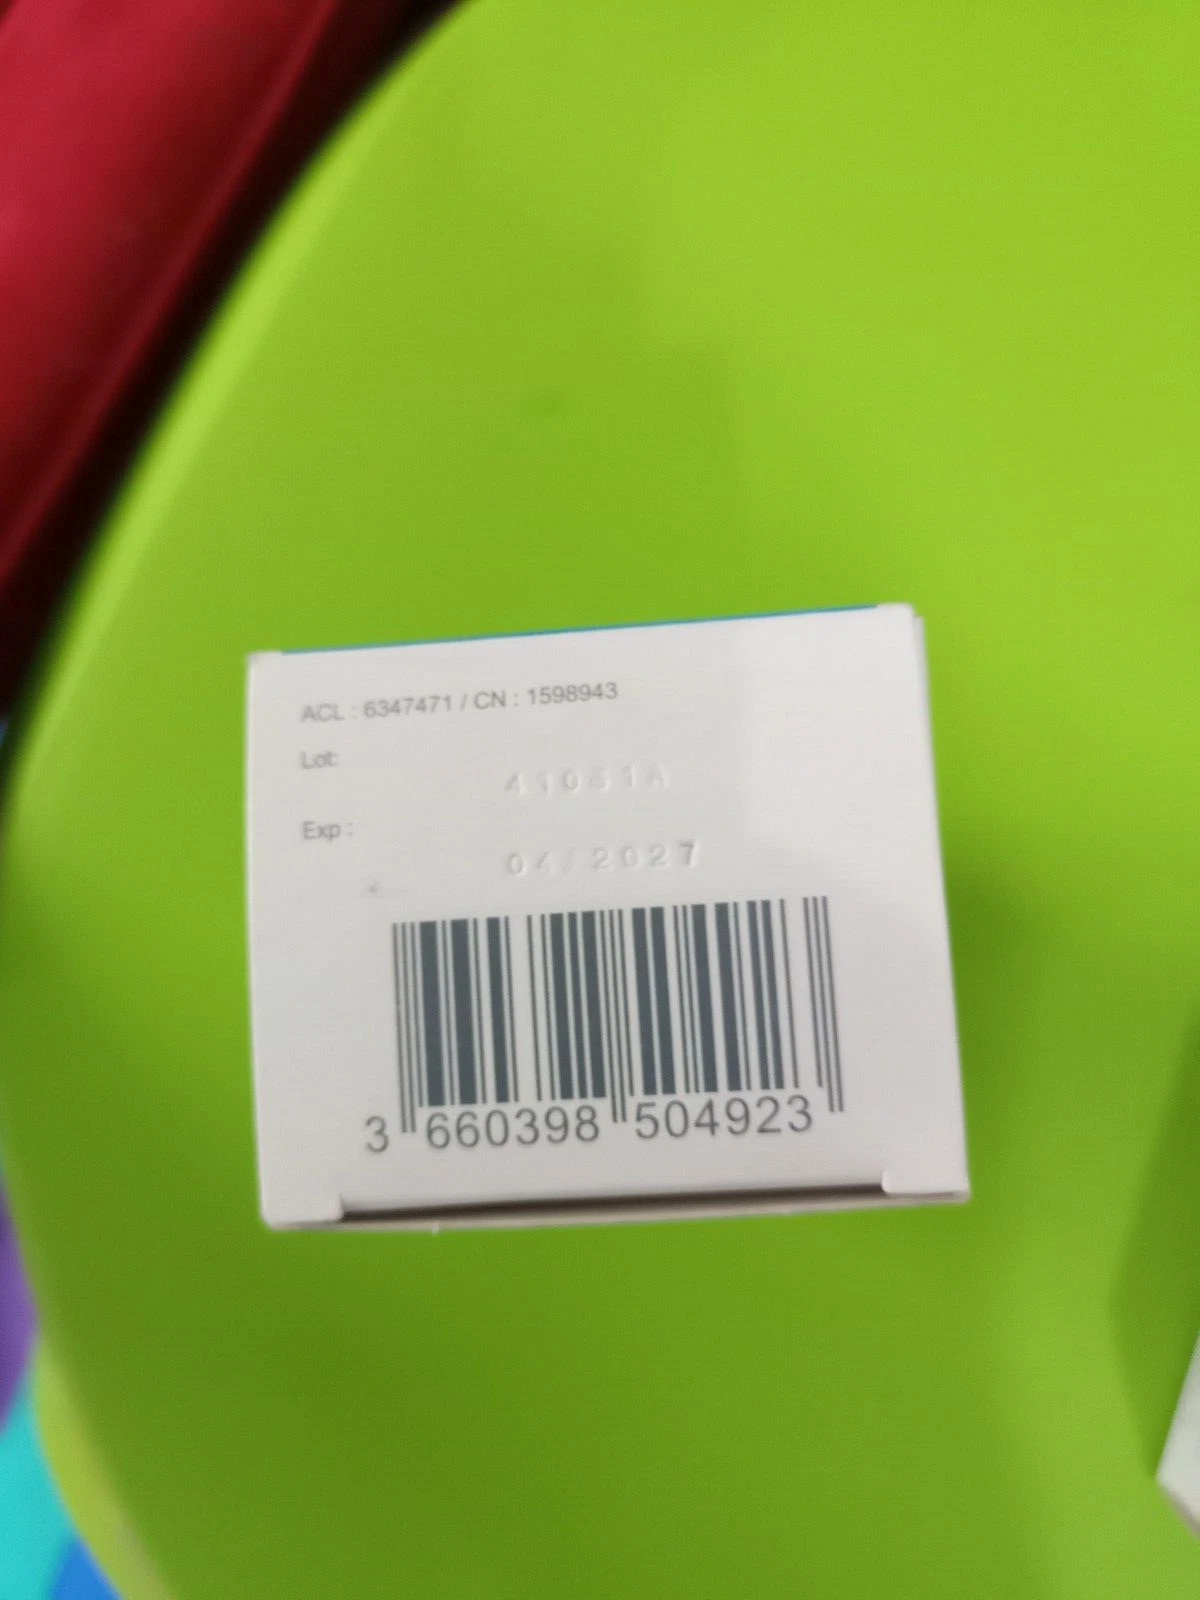 ACL : 6347471 / CN : 1598943
Lot:
Exp :
04/2027
3 660398 504923